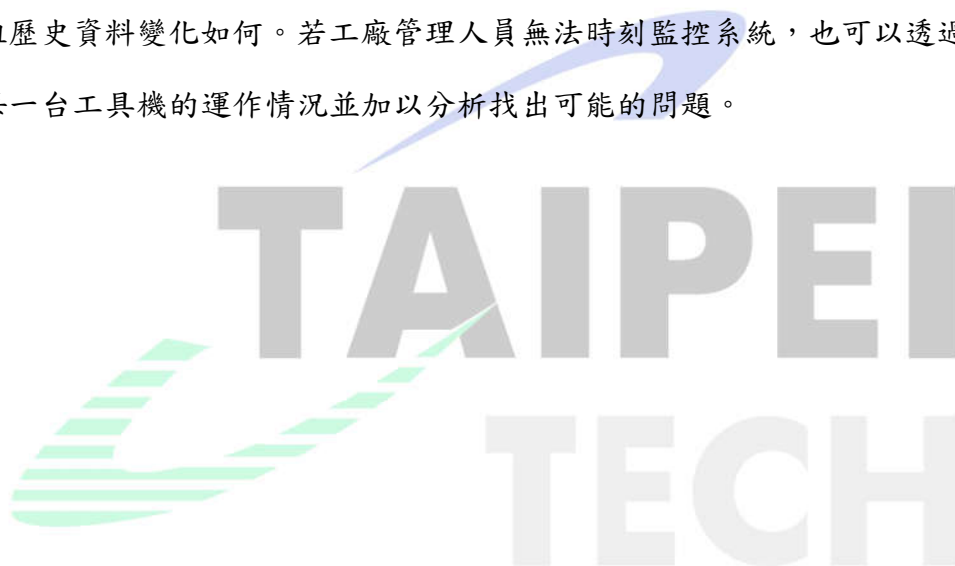 歷史資料變化如何。若工廠管理人員無法時刻監控系統,也可以透過
一台工具機的運作情況並加以分析找出可能的問題。
TAIPEI
TECH